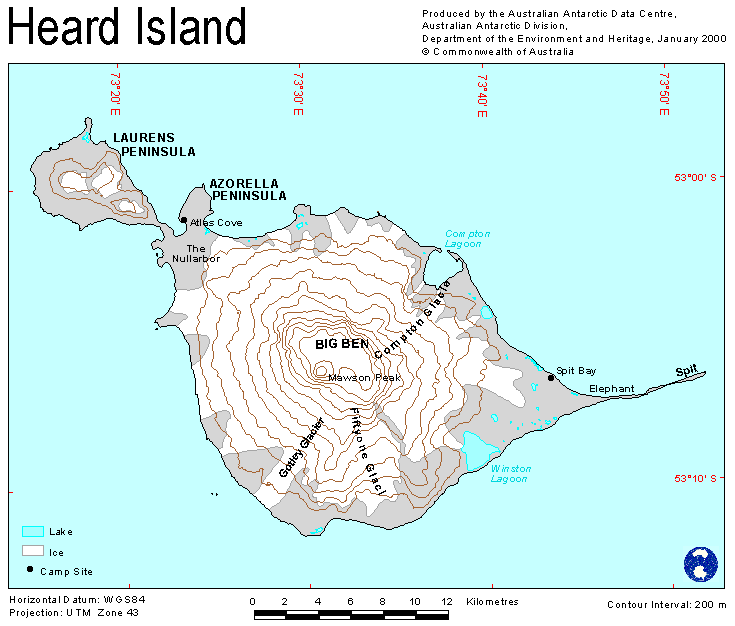 Heard Island
Produced by the Australian Antarctic Data Centre,
Australian Antarctic Division,
Department of the Environment and Heritage, January 2000
© Commonwealth of Australia
73°20' E
73°30' E
73°40' E
73°50' E
LAURENS
PENINSULA
53°00' S
AZORELLA
PENINSULA
Atlas Cove
The
Nullarbor
Compton
Lagoon
Compton Glacia
BIG BEN
Mawson Peak
Spit Bay
Elephant
Spit
Gotley Glacier
Fiftyone Glaci
Winston
Lagoon
53°10' S
Lake
Ice
Camp Site
Horizontal Datum: WGS84
Projection: UTM Zone 43
0 2 4 6 8 10 12 Kilometres
Contour Interval: 200 m